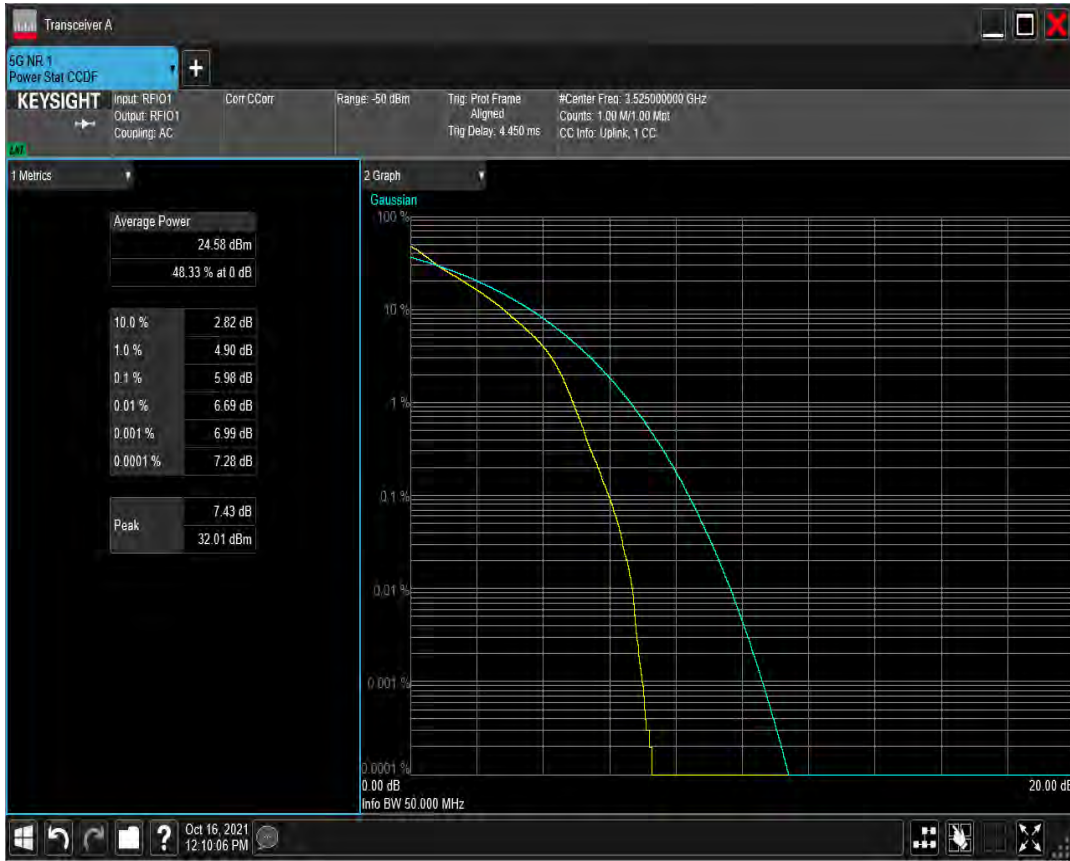 Transceiver A
5G NR 1
Power Stat CCDF
KEYSIGHT
Input: RFIO1
Output: RFIO1
Coupling: AC
Corr CCorr
Range: -50 dBm
Trig: Prot Frame
Aligned
Trig Delay: 4.450 ms
#Center Freq: 3.525000000 GHz
Counts: 1.00 M/1.00 Mpt
CC Info: Uplink, 1 CC
1 Metrics
Average Power
24.58 dBm
48.33 % at 0 dB
10.0 % 2.82 dB
1.0 % 4.90 dB
0.1 % 5.98 dB
0.01 % 6.69 dB
0.001 % 6.99 dB
0.0001 % 7.28 dB
Peak
7.43 dB
32.01 dBm
2 Graph
Gaussian
100 %
10 %
1 %
0.1 %
0.01 %
0.001 %
0.0001 %
0.00 dB 20.00 dB
Info BW 50.000 MHz
Oct 16, 2021
12:10:06 PM